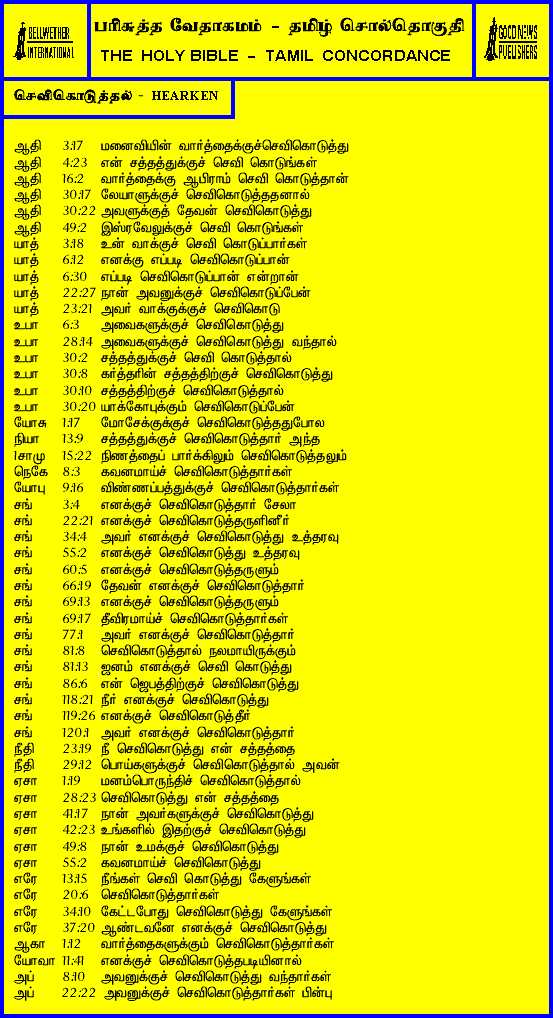 BELLWETHER
INTERNATIONAL
பரிசுத்த வேதாகமம் - தமிழ் சொல்தொகுதி
THE HOLY BIBLE - TAMIL CONCORDANCE
GOOD NEWS
PUBLISHERS
செவிகொடுத்தல் - HEARKEN
ஆதி 3:17 மனைவியின் வார்த்தைக்குச்செவிகொடுத்து
ஆதி 4:23 என் சத்தத்துக்குச் செவி கொடுங்கள்
ஆதி 16:2 வார்த்தைக்கு ஆபிராம் செவி கொடுத்தான்
ஆதி 30:17 லேயாளுக்குச் செவிகொடுத்ததனால்
ஆதி 30:22 அவளுக்குத் தேவன் செவிகொடுத்து
ஆதி 49:2 இஸ்ரவேலுக்குச் செவி கொடுங்கள்
யாத் 3:18 உன் வாக்குச் செவி கொடுப்பார்கள்
யாத் 6:12 எனக்கு எப்படி செவிகொடுப்பான்
யாத் 6:30 எப்படி செவிகொடுப்பான் என்றான்
யாத் 22:27 நான் அவனுக்குச் செவிகொடுப்பேன்
யாத் 23:21 அவர் வாக்குக்குச் செவிகொடு
உபா 6:3 அவைகளுக்குச் செவிகொடுத்து
உபா 28:14 அவைகளுக்குச் செவிகொடுத்து வந்தால்
உபா 30:2 சத்தத்துக்குச் செவி கொடுத்தால்
உபா 30:8 கர்த்தரின் சத்தத்திற்குச் செவிகொடுத்து
உபா 30:10 சத்தத்திற்குச் செவிகொடுத்தால்
உபா 30:20 யாக்கோபுக்கும் செவிகொடுப்பேன்
யோசு 1:17 மோசேக்குக்குச் செவிகொடுத்ததுபோல
நியா 13:9 சத்தத்துக்குச் செவிகொடுத்தார் அந்த
1சாமு 15:22 நிணத்தைப் பார்க்கிலும் செவிகொடுத்தலும்
நெகே 8:3 கவனமாய்ச் செவிகொடுத்தார்கள்
யோபு 9:16 விண்ணப்பத்துக்குச் செவிகொடுத்தார்கள்
சங் 3:4 எனக்குச் செவிகொடுத்தார் சேலா
சங் 22:21 எனக்குச் செவிகொடுத்தருளினீர்
சங் 34:4 அவர் எனக்குச் செவிகொடுத்து உத்தரவு
சங் 55:2 எனக்குச் செவிகொடுத்து உத்தரவு
சங் 60:5 எனக்குச் செவிகொடுத்தருளும்
சங் 66:19 தேவன் எனக்குச் செவிகொடுத்தார்
சங் 69:13 எனக்குச் செவிகொடுத்தருளும்
சங் 69:17 தீவிரமாய்ச் செவிகொடுத்தார்கள்
சங் 77:1 அவர் எனக்குச் செவிகொடுத்தார்
சங் 81:8 செவிகொடுத்தால் நலமாயிருக்கும்
சங் 81:13 ஜனம் எனக்குச் செவி கொடுத்து
சங் 86:6 என் ஜெபத்திற்குச் செவிகொடுத்து
சங் 118:21 நீர் எனக்குச் செவிகொடுத்து
சங் 119:26 எனக்குச் செவிகொடுத்தீர்
சங் 120:1 அவர் எனக்குச் செவிகொடுத்தார்
நீதி 23:19 நீ செவிகொடுத்து என் சத்தத்தை
நீதி 29:12 பொய்களுக்குச் செவிகொடுத்தால் அவன்
ஏசா 1:19 மனம்பொருந்திச் செவிகொடுத்தால்
ஏசா 28:23 செவிகொடுத்து என் சத்தத்தை
ஏசா 41:17 நான் அவர்களுக்குச் செவிகொடுத்து
ஏசா 42:23 உங்களில் இதற்குச் செவிகொடுத்து
ஏசா 49:8 நான் உமக்குச் செவிகொடுத்து
ஏசா 55:2 கவனமாய்ச் செவிகொடுத்து
எரே 13:15 நீங்கள் செவி கொடுத்து கேளுங்கள்
எரே 20:6 செவிகொடுத்தார்கள்
எரே 34:10 கேட்டபோது செவிகொடுத்து கேளுங்கள்
எரே 37:20 ஆண்டவனே எனக்குச் செவிகொடுத்து
ஆகா 1:12 வார்த்தைகளுக்கும் செவிகொடுத்தார்கள்
யோவா 11:41 எனக்குச் செவிகொடுத்தபடியினால்
அப் 8:10 அவனுக்குச் செவிகொடுத்து வந்தார்கள்
அப் 22:22 அவனுக்குச் செவிகொடுத்தார்கள் பின்பு